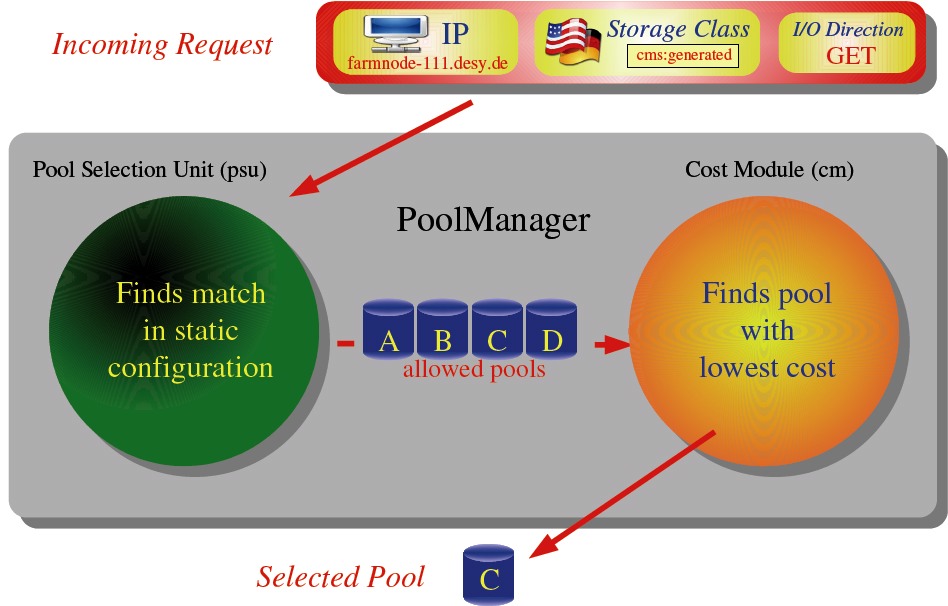 Incoming Request
IP
farmnode-111.desy.de
Storage Class
cms:generated
I/O Direction
GET
Pool Selection Unit (psu)
Cost Module (cm)
PoolManager
Finds match
in static
configuration
A B C D
allowed pools
Finds pool
with
lowest cost
Selected Pool
C